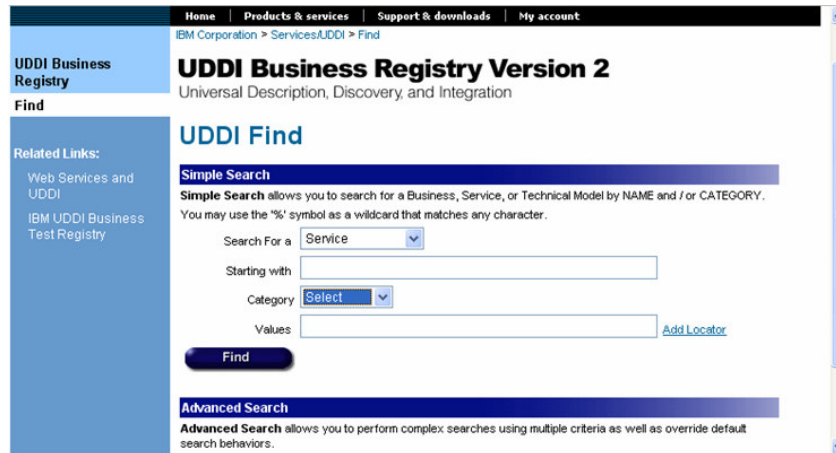 Home | Products & services | Support & downloads | My account
IBM Corporation > Services/UDDI > Find
UDDI Business
Registry
Find
Related Links:
Web Services and
UDDI
IBM UDDI Business
Test Registry
UDDI Business Registry Version 2
Universal Description, Discovery, and Integration
UDDI Find
Simple Search
Simple Search allows you to search for a Business, Service, or Technical Model by NAME and / or CATEGORY.
You may use the '%' symbol as a wildcard that matches any character.
Search For a Service
Starting with
Category Select
Values Add Locator
Find
Advanced Search
Advanced Search allows you to perform complex searches using multiple criteria as well as override default
search behaviors.